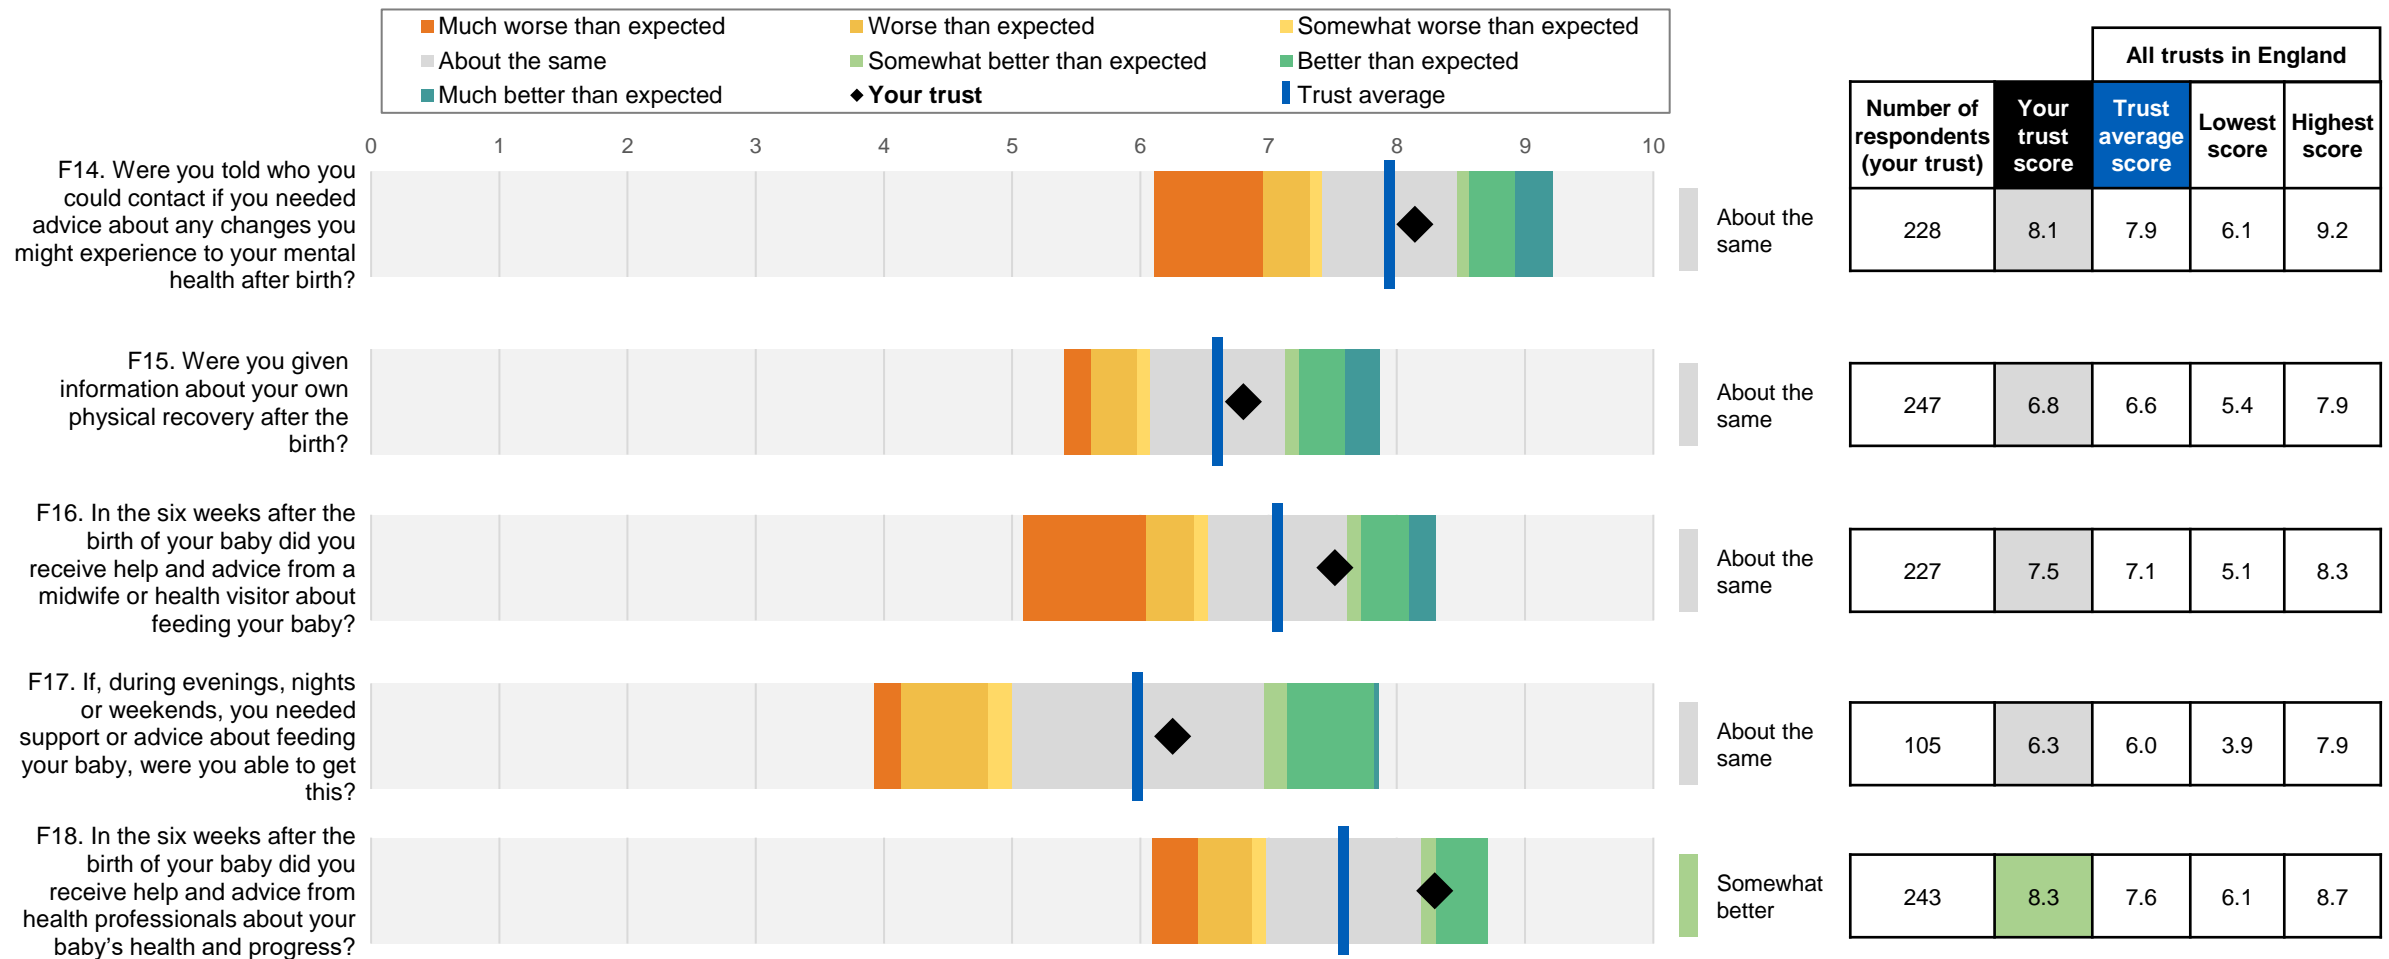 Much worse than expected
Worse than expected
Somewhat worse than expected
About the same
Somewhat better than expected
Better than expected
Much better than expected
Your trust
Trust average
All trusts in England
Number of respondents (your trust)
Your trust score
Trust average score
Lowest score
Highest score
0 1 2 3 4 5 6 7 8 9 10
F14. Were you told who you
could contact if you needed
advice about any changes you
might experience to your mental
health after birth?
About the
same
228 8.1 7.9 6.1 9.2
F15. Were you given
information about your own
physical recovery after the
birth?
About the
same
247 6.8 6.6 5.4 7.9
F16. In the six weeks after the
birth of your baby did you
receive help and advice from a
midwife or health visitor about
feeding your baby?
About the
same
227 7.5 7.1 5.1 8.3
F17. If, during evenings, nights
or weekends, you needed
support or advice about feeding
your baby, were you able to get
this?
About the
same
105 6.3 6.0 3.9 7.9
F18. In the six weeks after the
birth of your baby did you
receive help and advice from
health professionals about your
baby’s health and progress?
Somewhat
better
243 8.3 7.6 6.1 8.7